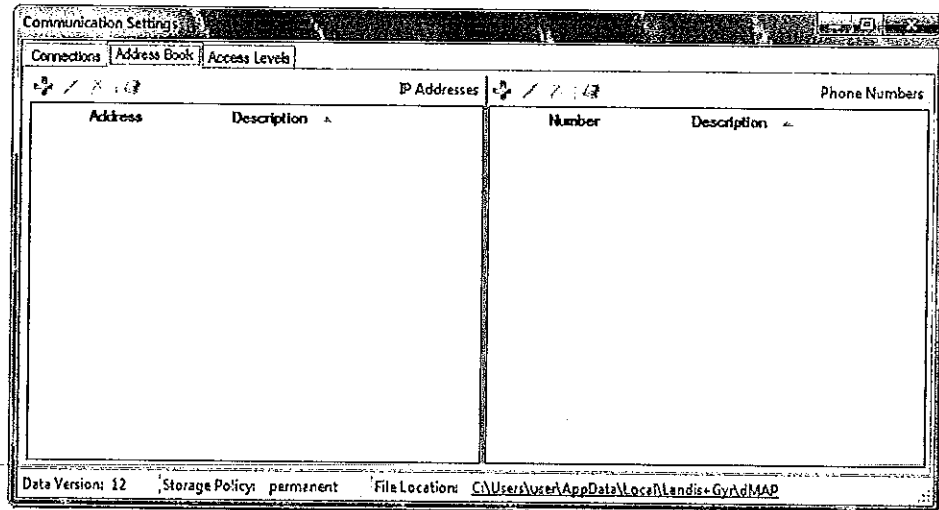 Communication Settings
Connections Address Book Access Levels
IP Addresses
Phone Numbers
Address Description
Number Description
Data Version: 12 Storage Policy: permanent File Location: C:\Users\user\AppData\Local\Landis+Gyr\dMAP